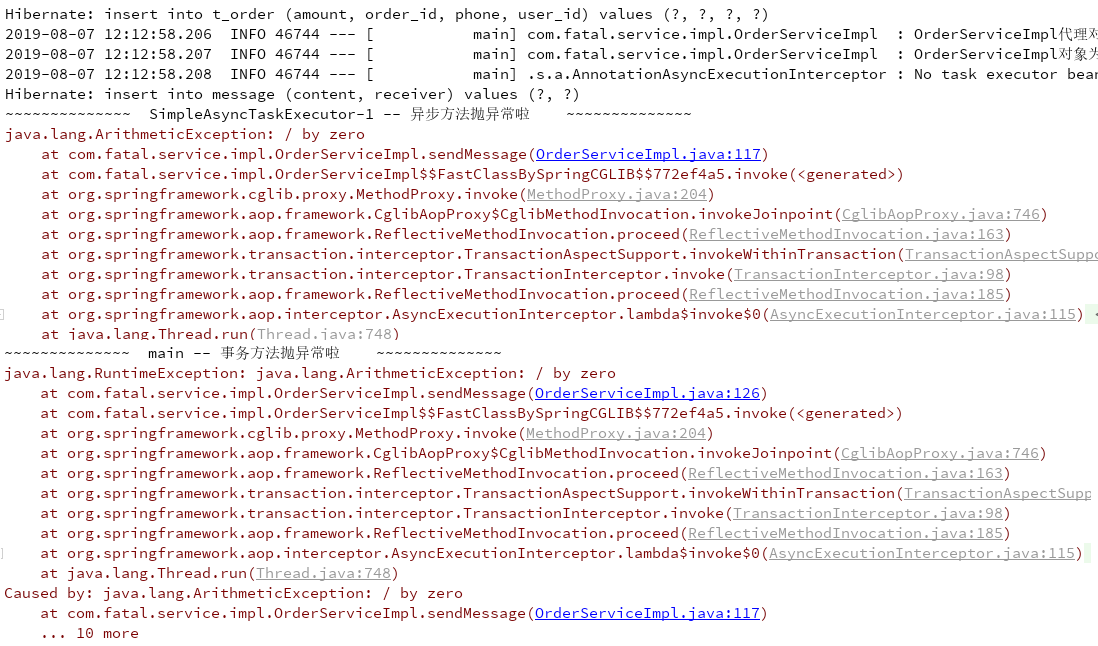 Hibernate: insert into t_order (amount, order_id, phone, user_id) values (?, ?, ?, ?)
2019-08-07 12:12:58.206  INFO 46744 --- [           main] com.fatal.service.impl.OrderServiceImpl  : OrderServiceImpl代理对
2019-08-07 12:12:58.207  INFO 46744 --- [           main] com.fatal.service.impl.OrderServiceImpl  : OrderServiceImpl对象为
2019-08-07 12:12:58.208  INFO 46744 --- [           main] .s.a.AnnotationAsyncExecutionInterceptor : No task executor bean
Hibernate: insert into message (content, receiver) values (?, ?)
~~~~~~~~~~~~~~  SimpleAsyncTaskExecutor-1 -- 异步方法抛异常啦    ~~~~~~~~~~~~~~
java.lang.ArithmeticException: / by zero
    at com.fatal.service.impl.OrderServiceImpl.sendMessage(OrderServiceImpl.java:117)
    at com.fatal.service.impl.OrderServiceImpl$$FastClassBySpringCGLIB$$772ef4a5.invoke(<generated>)
    at org.springframework.cglib.proxy.MethodProxy.invoke(MethodProxy.java:204)
    at org.springframework.aop.framework.CglibAopProxy$CglibMethodInvocation.invokeJoinpoint(CglibAopProxy.java:746)
    at org.springframework.aop.framework.ReflectiveMethodInvocation.proceed(ReflectiveMethodInvocation.java:163)
    at org.springframework.transaction.interceptor.TransactionAspectSupport.invokeWithinTransaction(TransactionAspectSuppo
    at org.springframework.transaction.interceptor.TransactionInterceptor.invoke(TransactionInterceptor.java:98)
    at org.springframework.aop.framework.ReflectiveMethodInvocation.proceed(ReflectiveMethodInvocation.java:185)
    at org.springframework.aop.interceptor.AsyncExecutionInterceptor.lambda$invoke$0(AsyncExecutionInterceptor.java:115) <
    at java.lang.Thread.run(Thread.java:748)
~~~~~~~~~~~~~~  main -- 事务方法抛异常啦    ~~~~~~~~~~~~~~
java.lang.RuntimeException: java.lang.ArithmeticException: / by zero
    at com.fatal.service.impl.OrderServiceImpl.sendMessage(OrderServiceImpl.java:126)
    at com.fatal.service.impl.OrderServiceImpl$$FastClassBySpringCGLIB$$772ef4a5.invoke(<generated>)
    at org.springframework.cglib.proxy.MethodProxy.invoke(MethodProxy.java:204)
    at org.springframework.aop.framework.CglibAopProxy$CglibMethodInvocation.invokeJoinpoint(CglibAopProxy.java:746)
    at org.springframework.aop.framework.ReflectiveMethodInvocation.proceed(ReflectiveMethodInvocation.java:163)
    at org.springframework.transaction.interceptor.TransactionAspectSupport.invokeWithinTransaction(TransactionAspectSupp
    at org.springframework.transaction.interceptor.TransactionInterceptor.invoke(TransactionInterceptor.java:98)
    at org.springframework.aop.framework.ReflectiveMethodInvocation.proceed(ReflectiveMethodInvocation.java:185)
    at org.springframework.aop.interceptor.AsyncExecutionInterceptor.lambda$invoke$0(AsyncExecutionInterceptor.java:115)
    at java.lang.Thread.run(Thread.java:748)
Caused by: java.lang.ArithmeticException: / by zero
    at com.fatal.service.impl.OrderServiceImpl.sendMessage(OrderServiceImpl.java:117)
    ... 10 more